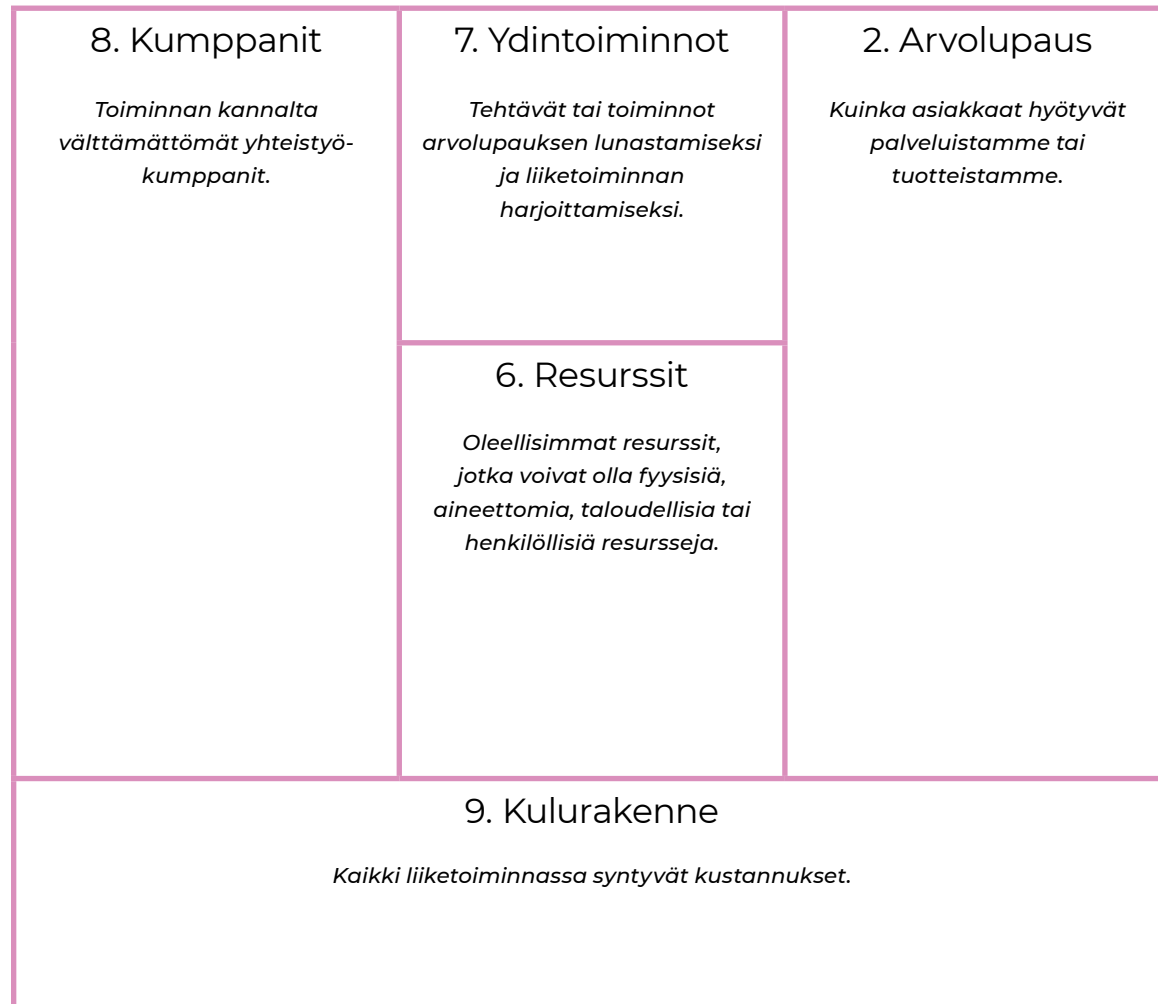 8. Kumppanit
Toiminnan kannalta
välttämättömät yhteistyö-
kumppanit.
7. Ydintoiminnot
Tehtävät tai toiminnot
arvolupauksen lunastamiseksi
ja liiketoiminnan
harjoittamiseksi.
6. Resurssit
Oleellisimmat resurssit,
jotka voivat olla fyysisiä,
aineettomia, taloudellisia tai
henkilöllisiä resursseja.
2. Arvolupaus
Kuinka asiakkaat hyötyvät
palveluistamme tai
tuotteistamme.
9. Kulurakenne
Kaikki liiketoiminnassa syntyvät kustannukset.